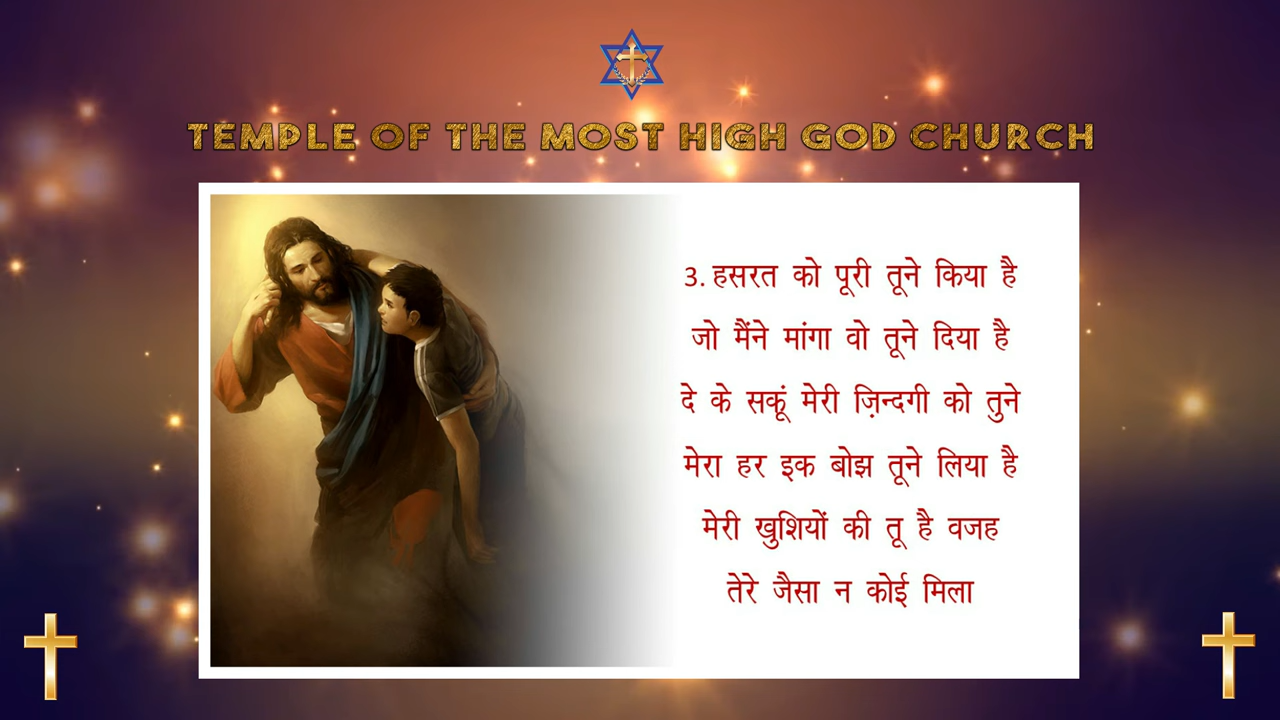 TEMPLE OF THE MOST HIGH GOD CHURCH
3. हसरत को पूरी तूने किया है
जो मैंने मांगा वो तूने दिया है
दे के सकूं मेरी ज़िन्दगी को तुने
मेरा हर इक बोझ तूने लिया है
मेरी खुशियों की तू है वजह
तेरे जैसा न कोई मिला